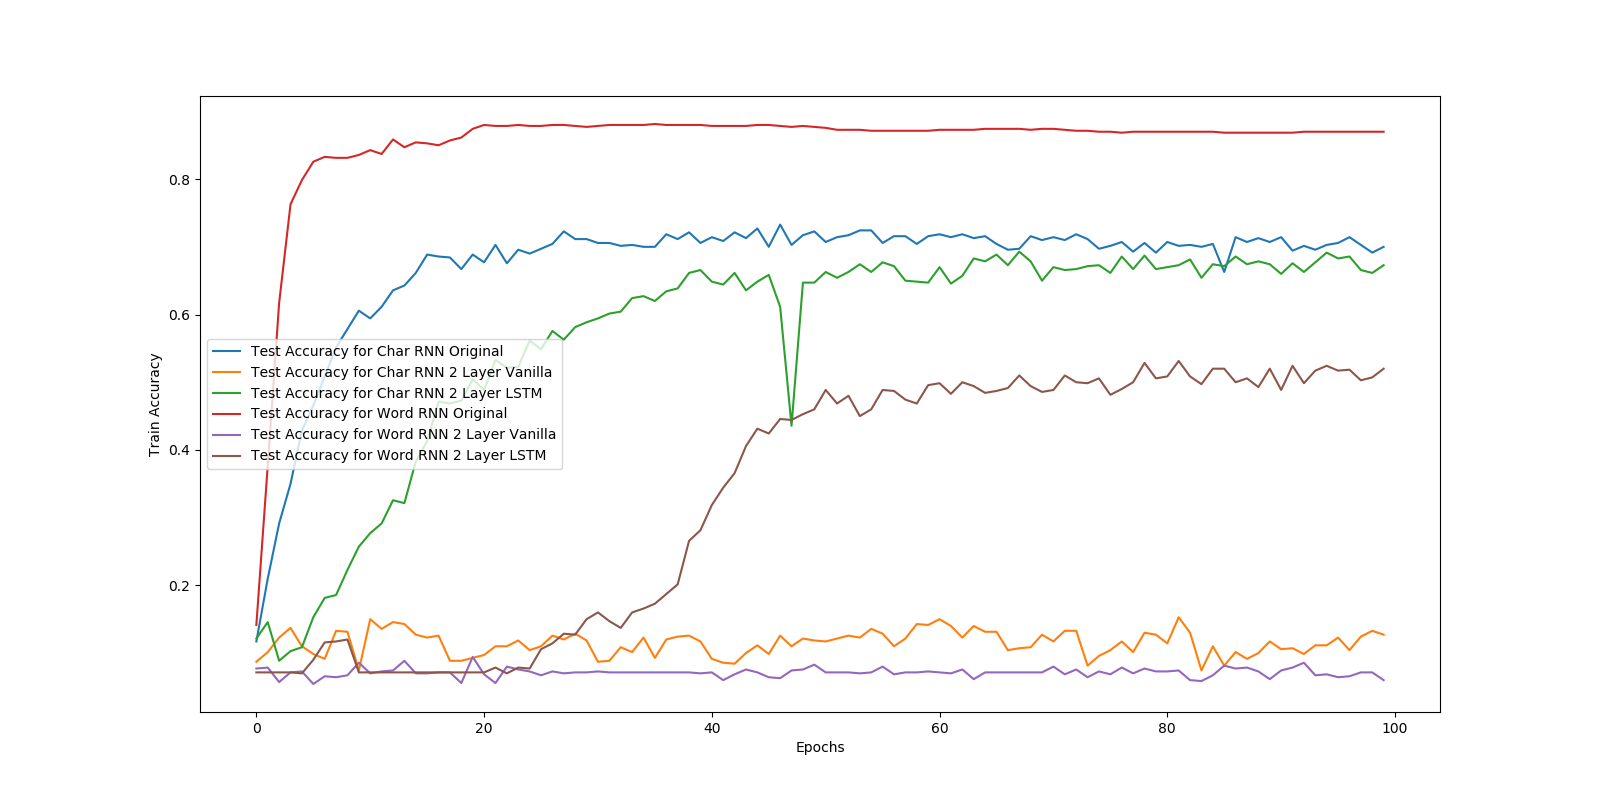 0.8
0.6
0.4
0.2
Train Accuracy
Test Accuracy for Char RNN Original
Test Accuracy for Char RNN 2 Layer Vanilla
Test Accuracy for Char RNN 2 Layer LSTM
Test Accuracy for Word RNN Original
Test Accuracy for Word RNN 2 Layer Vanilla
Test Accuracy for Word RNN 2 Layer LSTM
0 20 40 60 80 100
Epochs